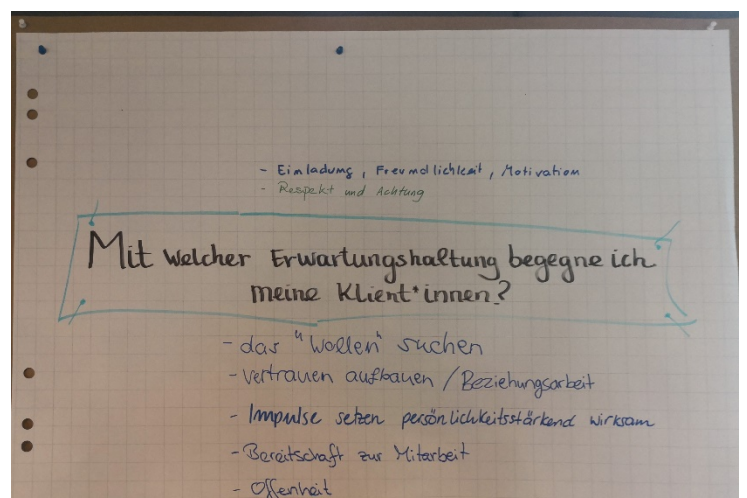 - Einladung, Freundlichkeit, Motivation
- Respekt und Achtung
Mit welcher Erwartungshaltung begegne ich
meine Klient*innen?
- das "Wollen" suchen
- Vertrauen aufbauen / Beziehungsarbeit
- Impulse setzen persönlichkeitsstärkend wirksam
- Bereitschaft zur Mitarbeit
- Offenheit